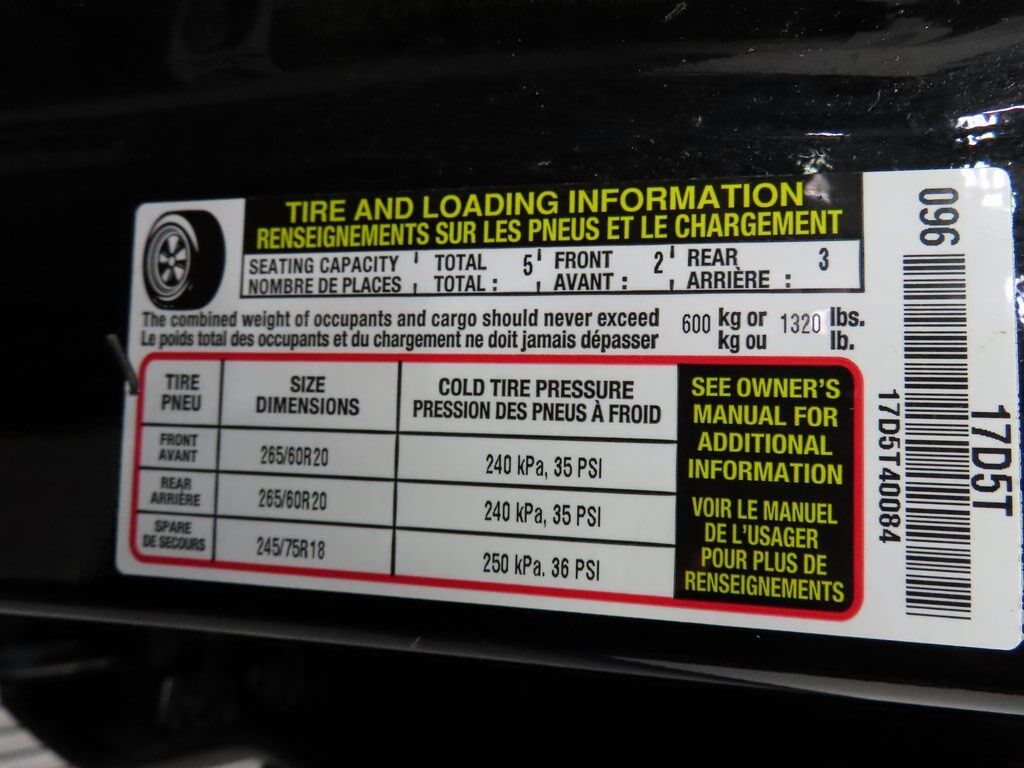 TIRE AND LOADING INFORMATION
RENSEIGNEMENTS SUR LES PNEUS ET LE CHARGEMENT
SEATING CAPACITY TOTAL 5 FRONT 2 REAR 3
NOMBRE DE PLACES TOTAL : AVANT : ARRIÈRE :
The combined weight of occupants and cargo should never exceed 600 kg or 1320 lbs.
Le poids total des occupants et du chargement ne doit jamais dépasser kg ou lb.
TIRE SIZE COLD TIRE PRESSURE
PNEU DIMENSIONS PRESSION DES PNEUS À FROID
FRONT
AVANT 265/60R20 240 kPa, 35 PSI
REAR
ARRIÈRE 265/60R20 240 kPa, 35 PSI
SPARE
DE SECOURS 245/75R18 250 kPa. 36 PSI
SEE OWNER'S
MANUAL FOR
ADDITIONAL
INFORMATION
VOIR LE MANUEL
DE L'USAGER
POUR PLUS DE
RENSEIGNEMENTS
096
17D5T40084
17D5T